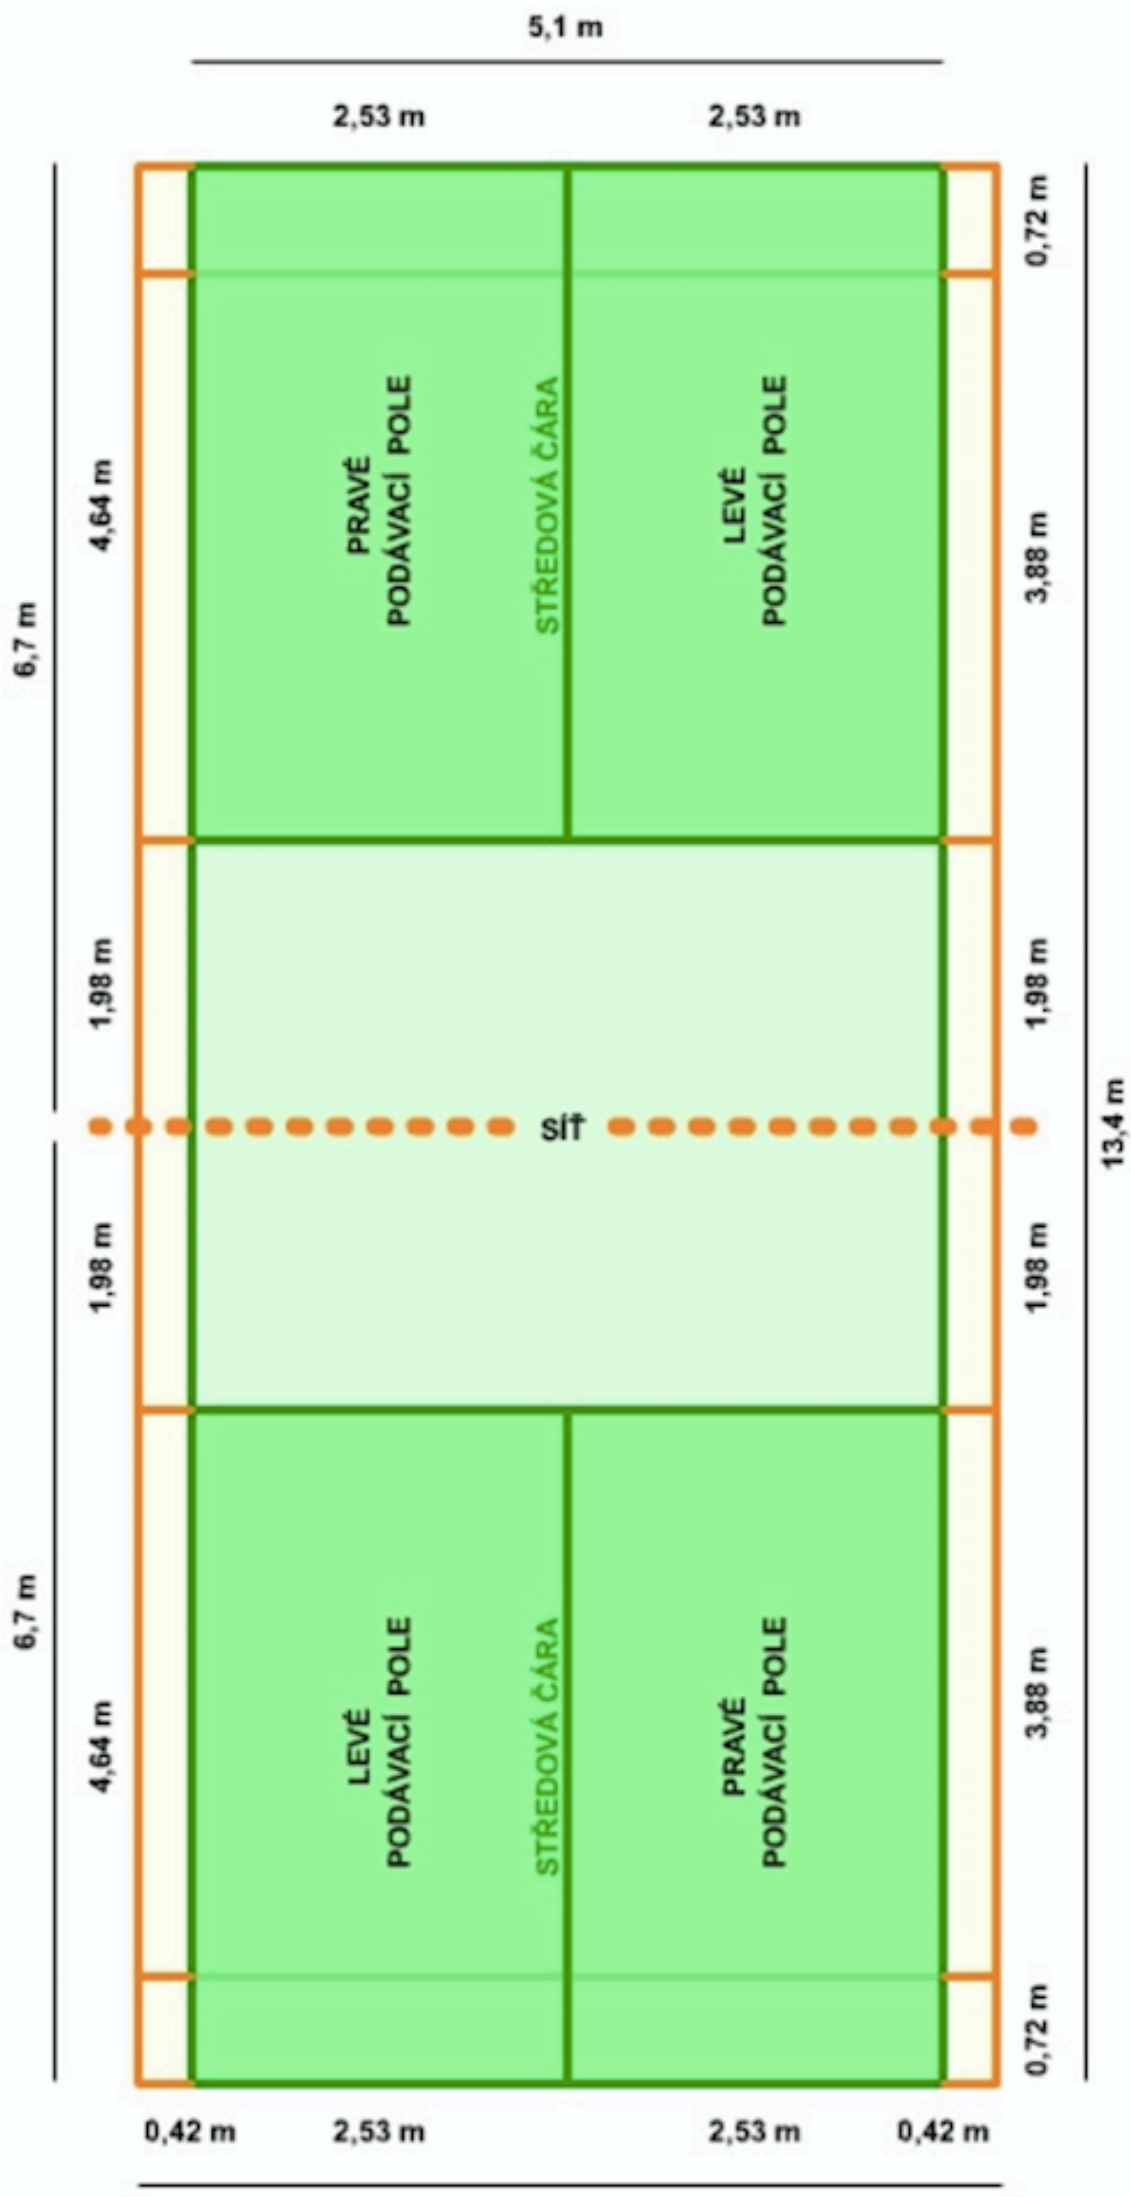 5,1 m
2,53 m
2,53 m
0,72 m
PRAVÉ
PODÁVACÍ POLE
STŘEDOVÁ ČÁRA
LEVÉ
PODÁVACÍ POLE
4,64 m
3,88 m
6,7 m
1,98 m
1,98 m
síť
13,4 m
1,98 m
1,98 m
6,7 m
LEVÉ
PODÁVACÍ POLE
STŘEDOVÁ ČÁRA
PRAVÉ
PODÁVACÍ POLE
4,64 m
3,88 m
0,72 m
0,42 m
2,53 m
2,53 m
0,42 m